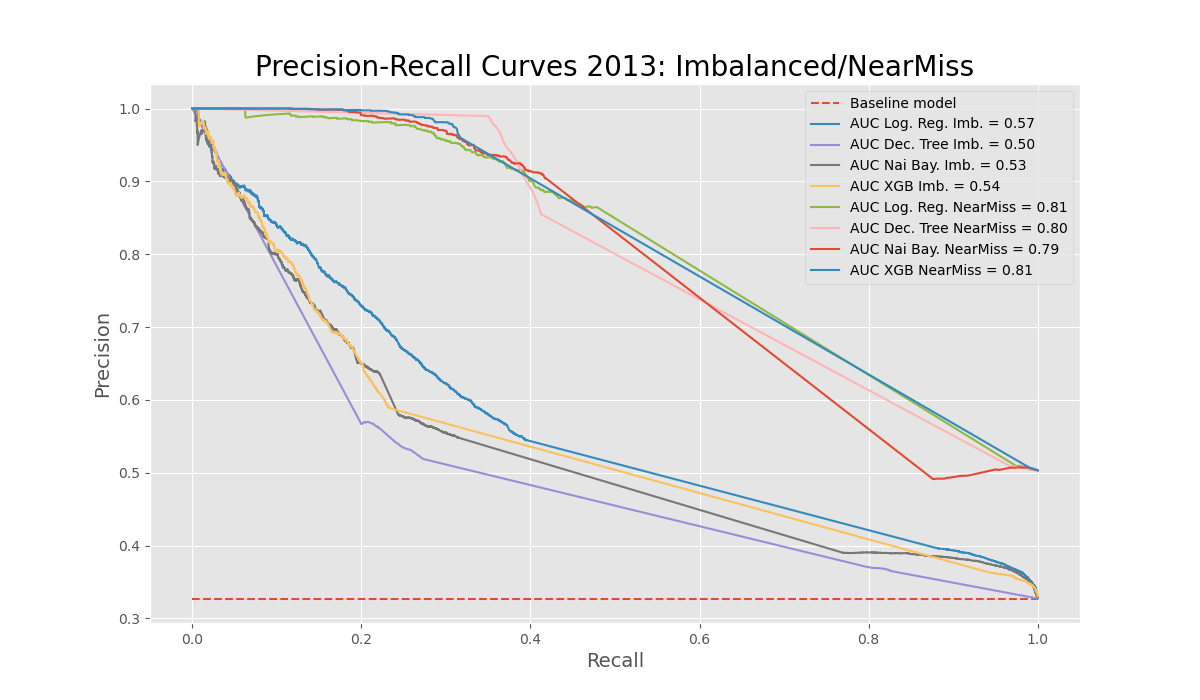 Precision-Recall Curves 2013: Imbalanced/NearMiss
1.0
0.9
0.8
0.7
0.6
0.5
0.4
0.3
Precision
Baseline model
AUC Log. Reg. Imb. = 0.57
AUC Dec. Tree Imb. = 0.50
AUC Nai Bay. Imb. = 0.53
AUC XGB Imb. = 0.54
AUC Log. Reg. NearMiss = 0.81
AUC Dec. Tree NearMiss = 0.80
AUC Nai Bay. NearMiss = 0.79
AUC XGB NearMiss = 0.81
0.0 0.2 0.4 0.6 0.8 1.0
Recall